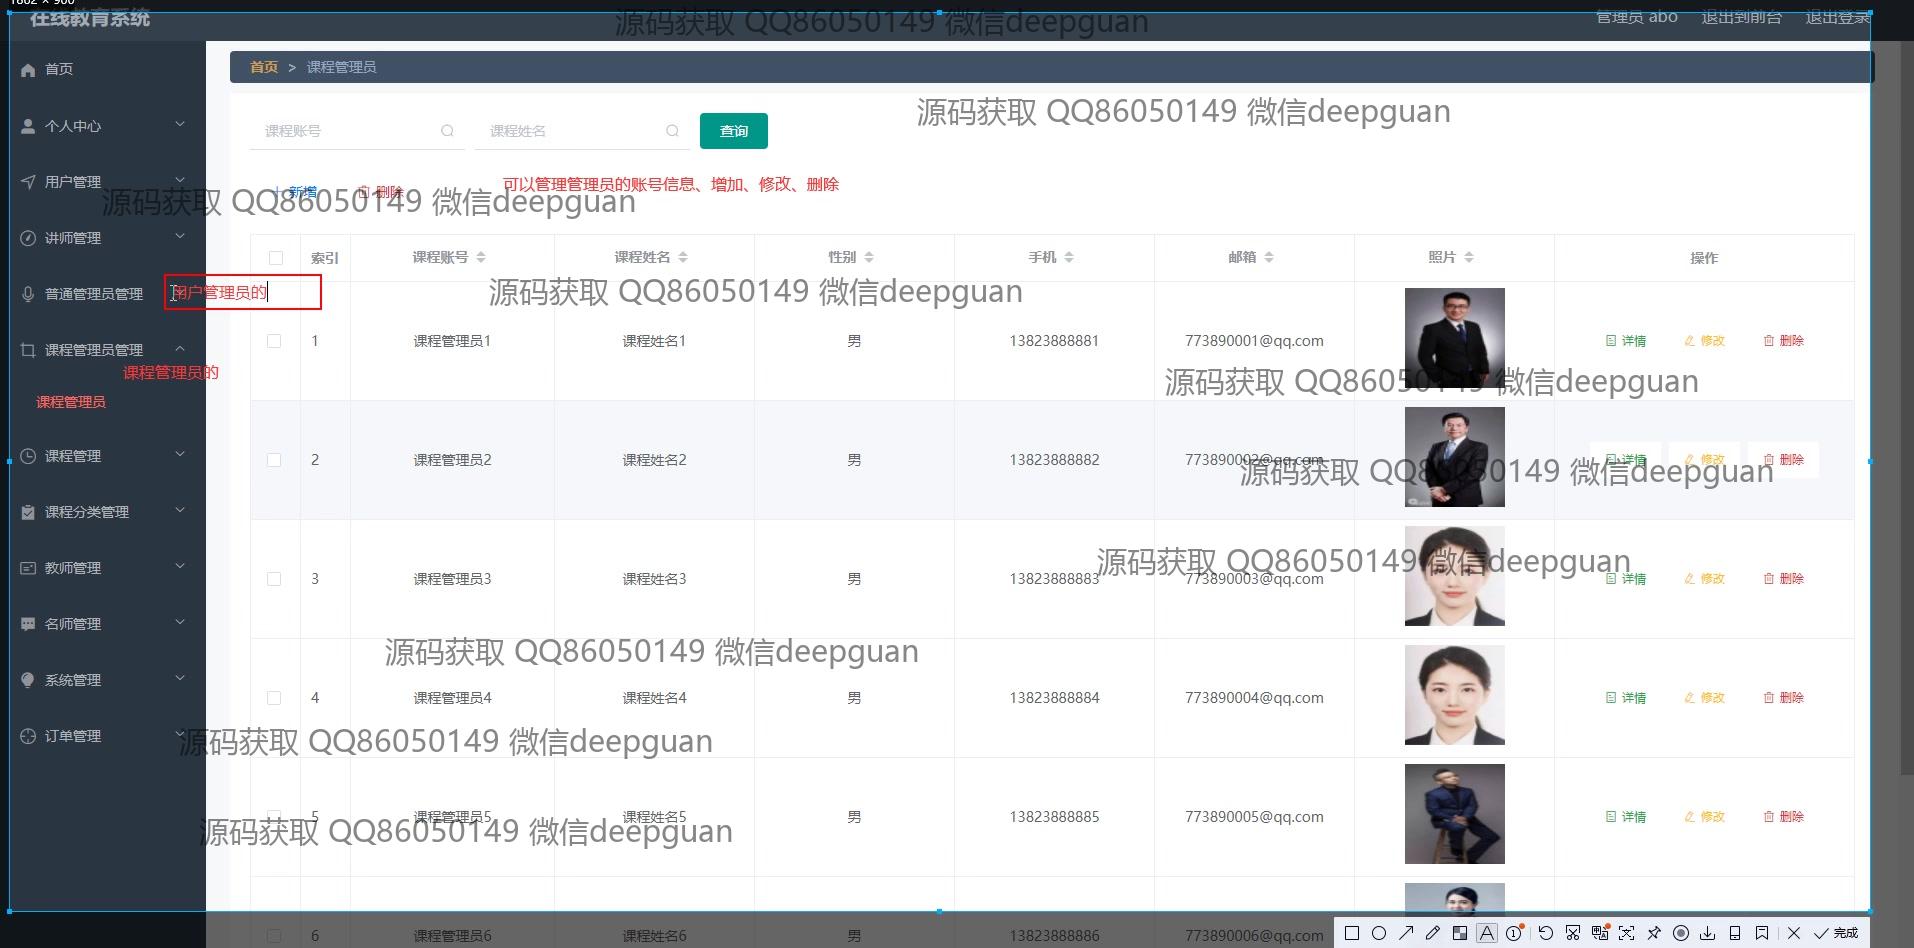 1862 × 900
在线教育系统
源码获取 QQ86050149 微信deepguan
管理员 abo 退出到前台 退出登录
首页
首页 > 课程管理员
个人中心
课程账号 课程姓名 查询
源码获取 QQ86050149 微信deepguan
用户管理
新增 删除 可以管理管理员的账号信息、增加、修改、删除
源码获取 QQ86050149 微信deepguan
讲师管理
索引 课程账号 课程姓名 性别 手机 邮箱 照片 操作
普通管理员管理 用户管理员的
源码获取 QQ86050149 微信deepguan
课程管理员管理
1 课程管理员1 课程姓名1 男 13823888881 773890001@qq.com 详情 修改 删除
课程管理员的
源码获取 QQ86050149 微信deepguan
课程管理员
课程管理
2 课程管理员2 课程姓名2 男 13823888882 773890002@qq.com 详情 修改 删除
源码获取 QQ86050149 微信deepguan
课程分类管理
教师管理
3 课程管理员3 课程姓名3 男 13823888883 773890003@qq.com 详情 修改 删除
源码获取 QQ86050149 微信deepguan
名师管理
源码获取 QQ86050149 微信deepguan
系统管理
4 课程管理员4 课程姓名4 男 13823888884 773890004@qq.com 详情 修改 删除
订单管理
源码获取 QQ86050149 微信deepguan
5 课程管理员5 课程姓名5 男 13823888885 773890005@qq.com 详情 修改 删除
源码获取 QQ86050149 微信deepguan
6 课程管理员6 课程姓名6 男 13823888886 773890006@qq.com
完成